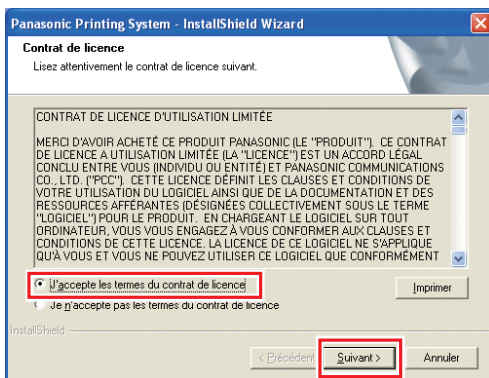 Panasonic Printing System - InstallShield Wizard
Contrat de licence
Lisez attentivement le contrat de licence suivant.
CONTRAT DE LICENCE D'UTILISATION LIMITÉE
MERCI D'AVOIR ACHETÉ CE PRODUIT PANASONIC (LE "PRODUIT"). CE CONTRAT
DE LICENCE A UTILISATION LIMITÉE (LA "LICENCE") EST UN ACCORD LÉGAL
CONCLU ENTRE VOUS (INDIVIDU OU ENTITÉ) ET PANASONIC COMMUNICATIONS
CO., LTD. ("PCC"). CETTE LICENCE DÉFINIT LES CLAUSES ET CONDITIONS DE
VOTRE UTILISATION DU LOGICIEL AINSI QUE DE LA DOCUMENTATION ET DES
RESSOURCES AFFÉRANTES (DÉSIGNÉES COLLECTIVEMENT SOUS LE TERME
"LOGICIEL") POUR LE PRODUIT. EN CHARGEANT LE LOGICIEL SUR TOUT
ORDINATEUR, VOUS VOUS ENGAGEZ À VOUS CONFORMER AUX CLAUSES ET
CONDITIONS DE CETTE LICENCE. LA LICENCE DE CE LOGICIEL NE S'APPLIQUE
QU'À VOUS ET VOUS NE POUVEZ UTILISER CE LOGICIEL QUE CONFORMÉMENT
J'accepte les termes du contrat de licence
Imprimer
Je n'accepte pas les termes du contrat de licence
InstallShield
< Précédent
Suivant >
Annuler